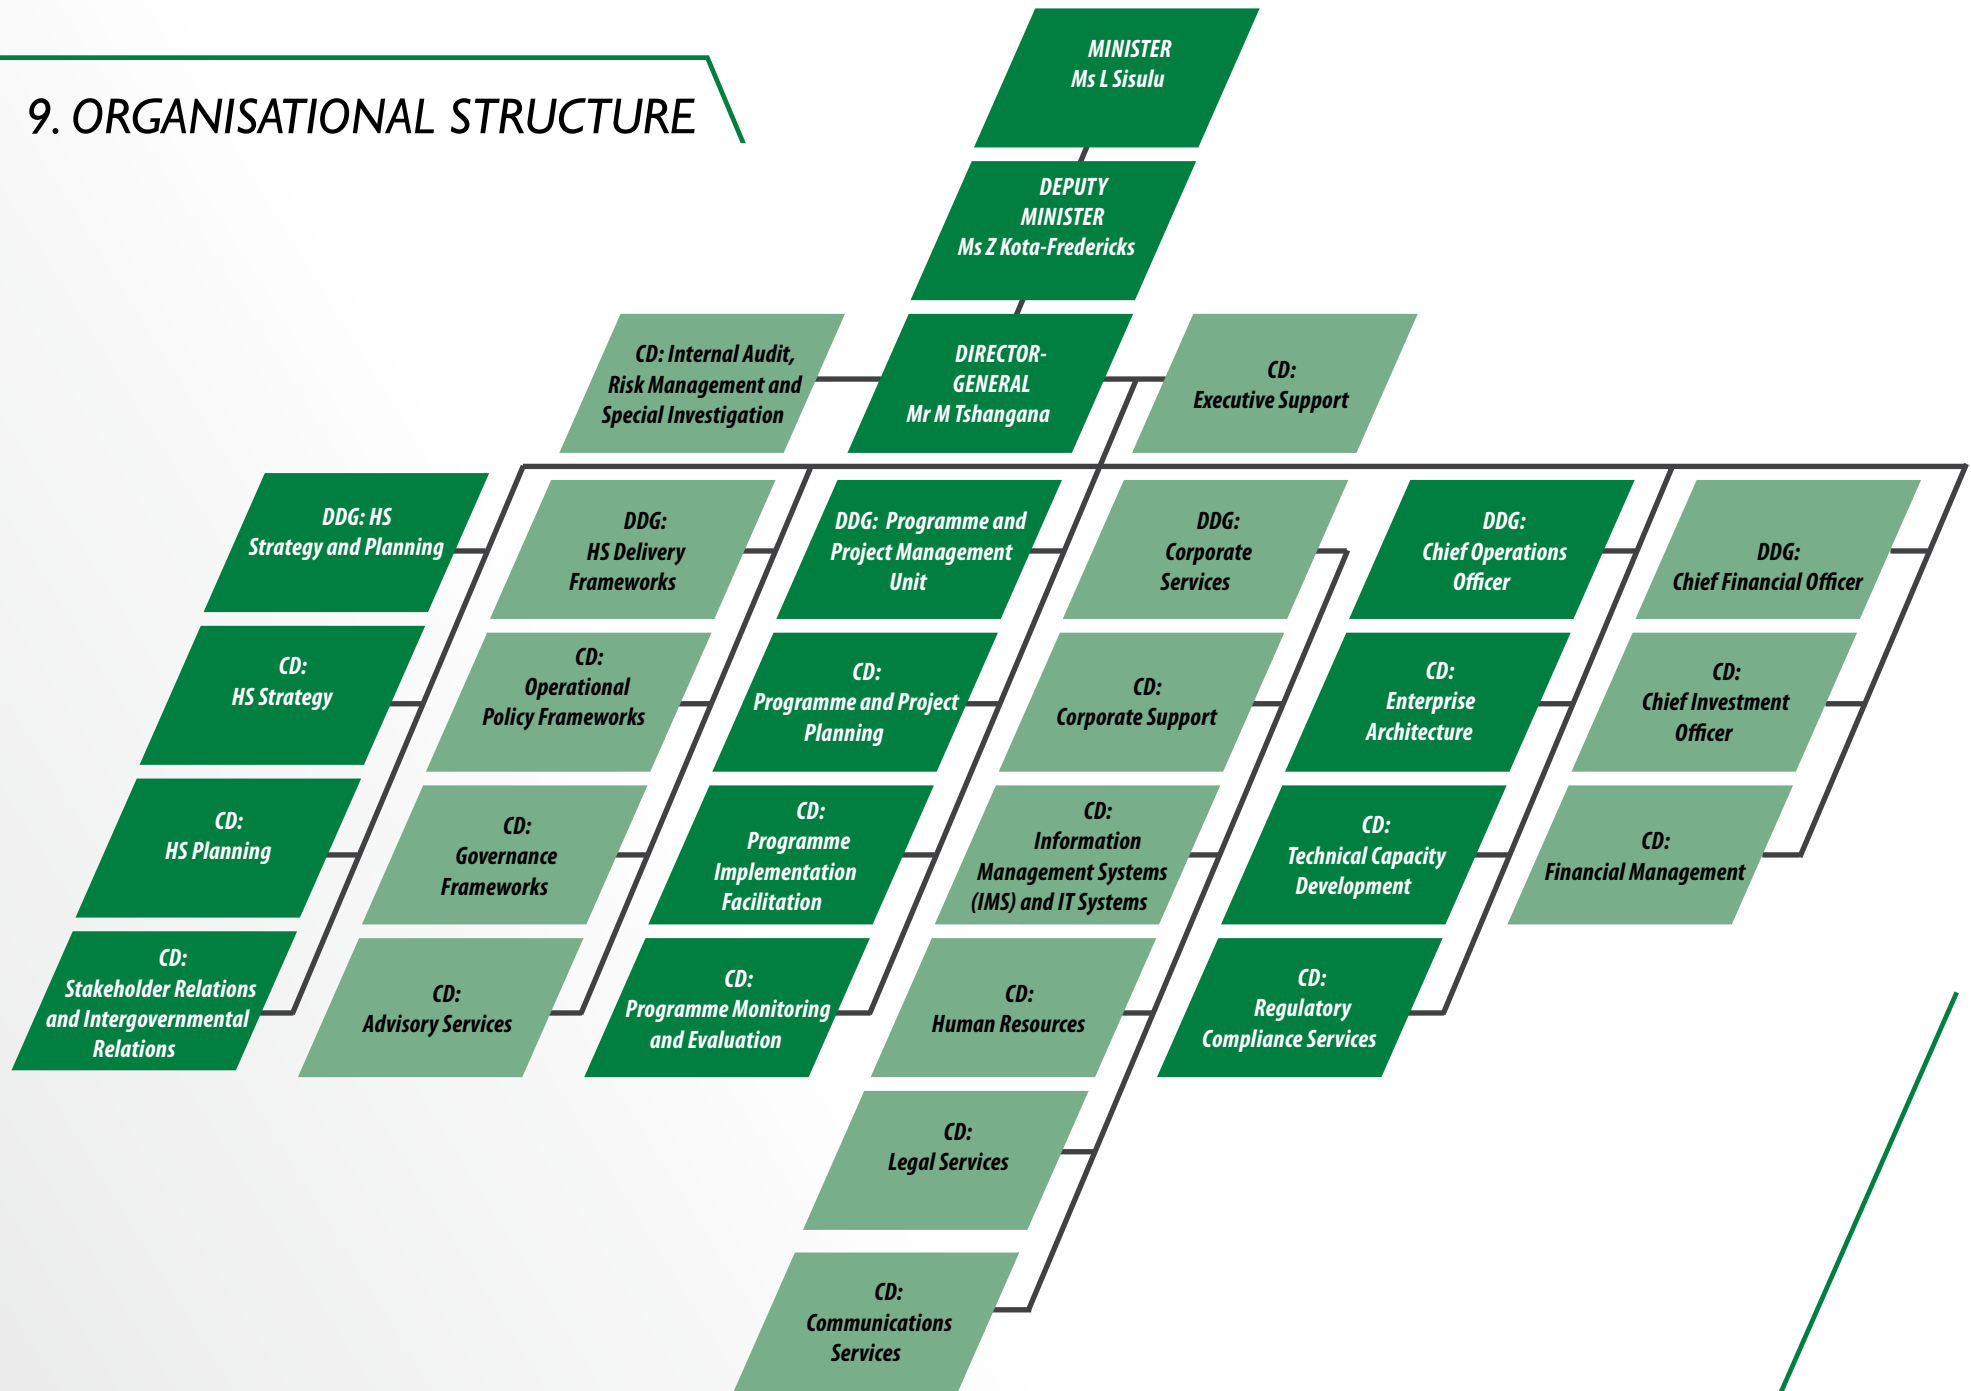 9. ORGANISATIONAL STRUCTURE
MINISTER
Ms L Sisulu
DEPUTY
MINISTER
Ms Z Kota-Fredericks
CD: Internal Audit,
Risk Management and
Special Investigation
DIRECTOR-
GENERAL
Mr M Tshangana
CD:
Executive Support
DDG: HS
Strategy and Planning
CD:
HS Strategy
CD:
HS Planning
CD:
Stakeholder Relations
and Intergovernmental
Relations
DDG:
HS Delivery
Frameworks
CD:
Operational
Policy Frameworks
CD:
Governance
Frameworks
CD:
Advisory Services
DDG: Programme and
Project Management
Unit
CD:
Programme and Project
Planning
CD:
Programme
Implementation
Facilitation
CD:
Programme Monitoring
and Evaluation
DDG:
Corporate
Services
CD:
Corporate Support
CD:
Information
Management Systems
(IMS) and IT Systems
CD:
Human Resources
CD:
Legal Services
CD:
Communications
Services
DDG:
Chief Operations
Officer
CD:
Enterprise
Architecture
CD:
Technical Capacity
Development
CD:
Regulatory
Compliance Services
DDG:
Chief Financial Officer
CD:
Chief Investment
Officer
CD:
Financial Management